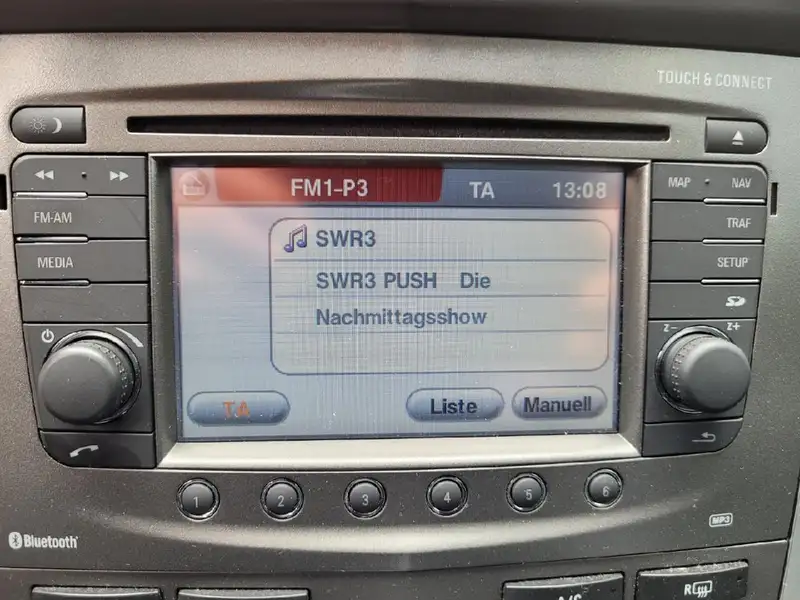 TOUCH & CONNECT
FM1-P3 TA 13:08
MAP NAV
FM-AM
TRAF
SWR3
MEDIA
SETUP
SWR3 PUSH Die
Nachmittagsshow
Z- Z+
TA Liste Manuell
1 2 3 4 5 6
MP3
Bluetooth
A/C
R